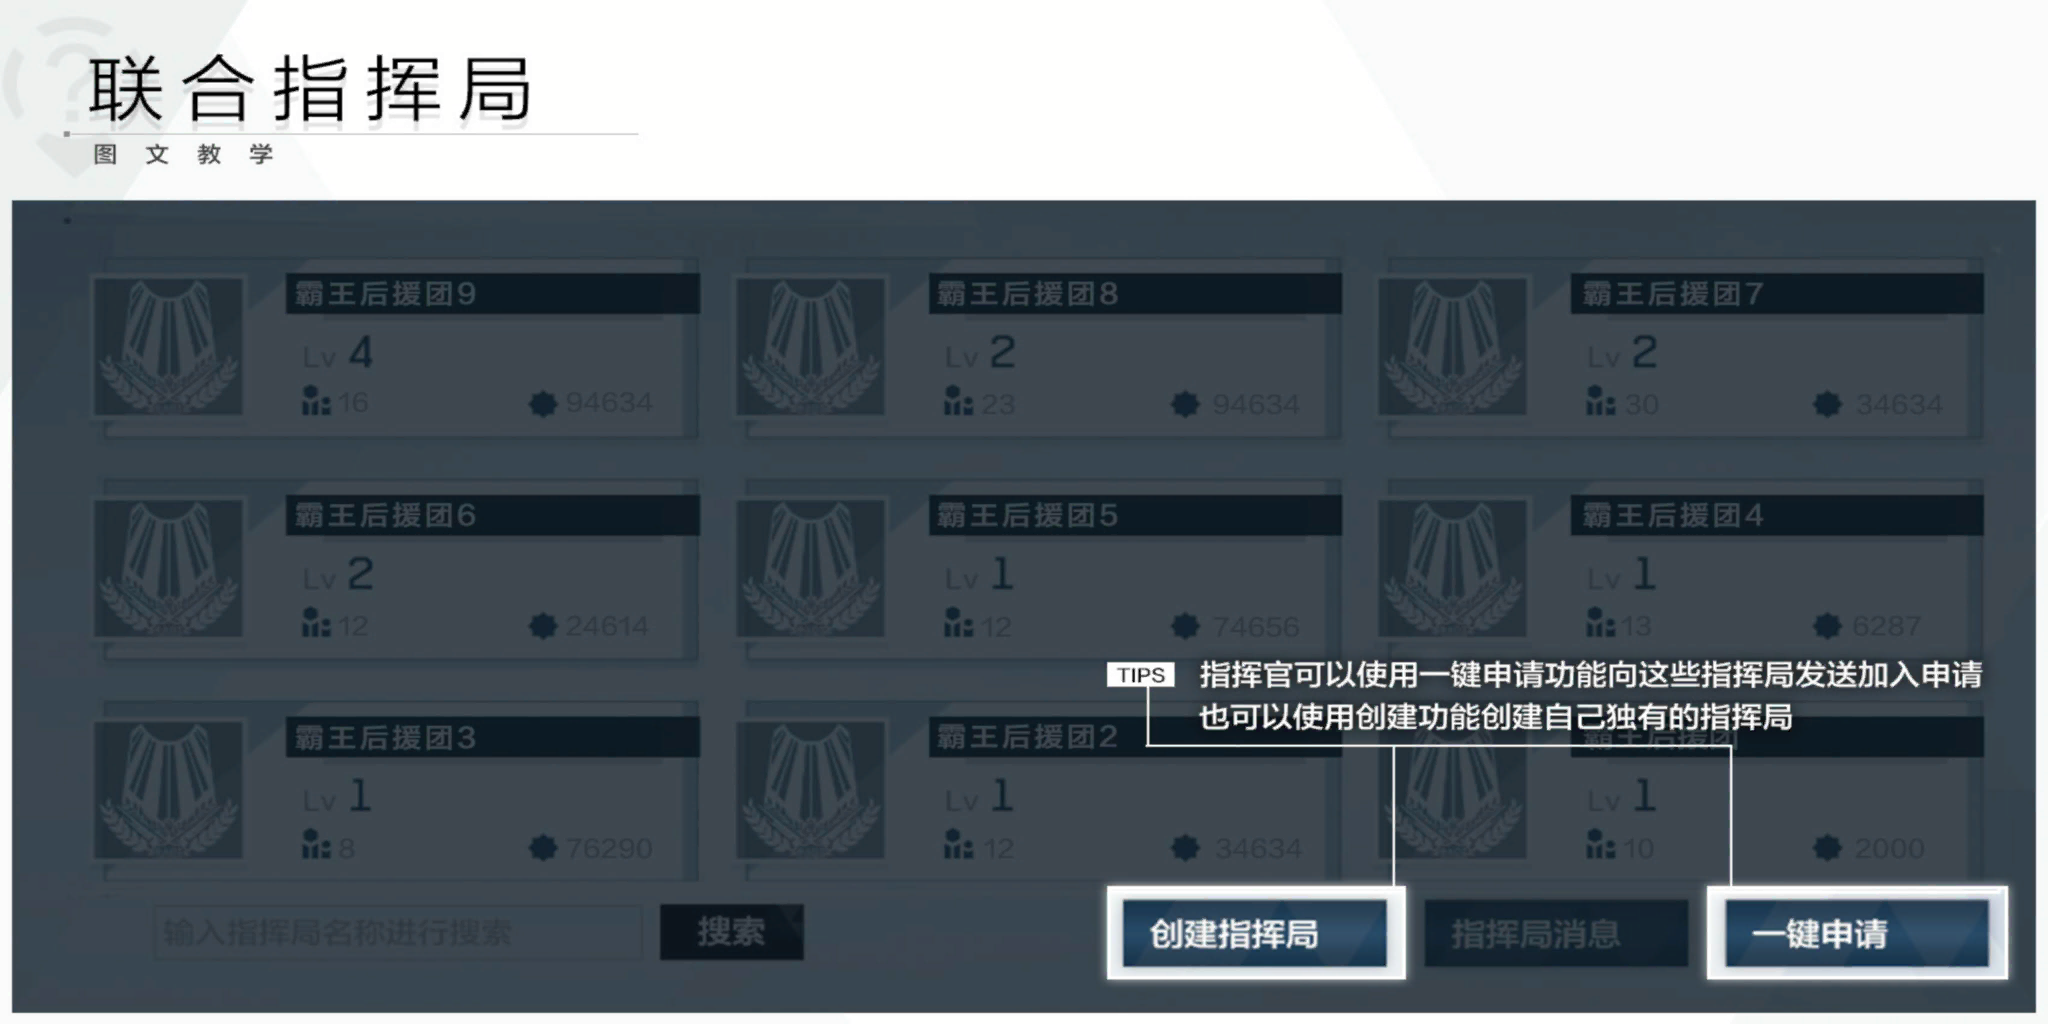 联合指挥局
图文教学
霸王后援团9
Lv 4
16 94634
霸王后援团8
Lv 2
23 94634
霸王后援团7
Lv 2
30 34634
霸王后援团6
Lv 2
12 24614
霸王后援团5
Lv 1
12 74656
霸王后援团4
Lv 1
13 6287
TIPS 指挥官可以使用一键申请功能向这些指挥局发送加入申请
也可以使用创建功能创建自己独有的指挥局
霸王后援团3
Lv 1
8 76290
霸王后援团2
Lv 1
12 34634
霸王后援团
Lv 1
10 2000
输入指挥局名称进行搜索
搜索
创建指挥局
指挥局消息
一键申请